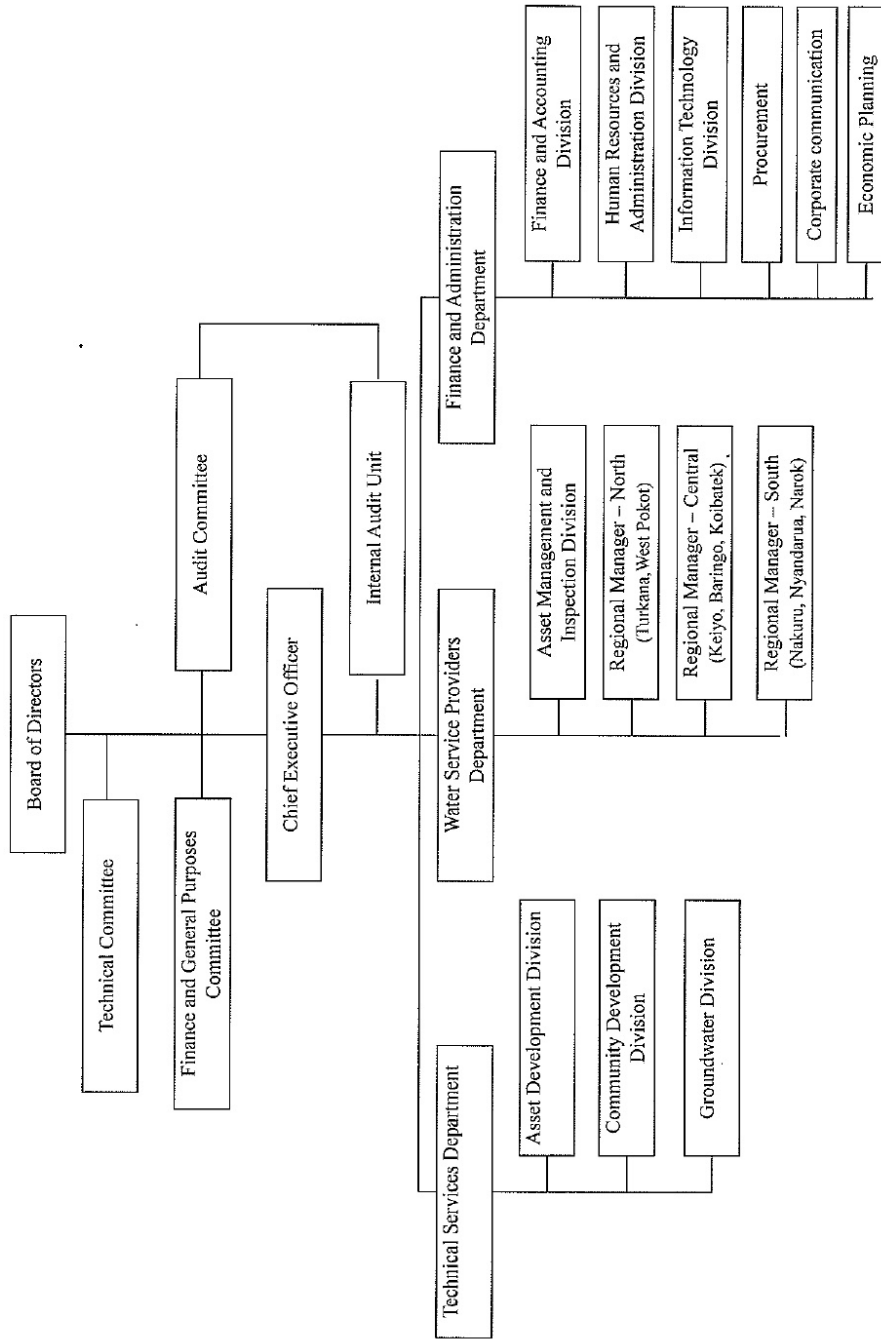 Board of Directors
Technical Committee
Audit Committee
Finance and General Purposes
Committee
Chief Executive Officer
Internal Audit Unit
Technical Services Department
Water Service Providers
Department
Finance and Administration
Department
Asset Development Division
Community Development
Division
Groundwater Division
Asset Management and
Inspection Division
Regional Manager – North
(Turkana, West Pokot)
Regional Manager – Central
(Keiyo, Baringo, Koibatek)
Regional Manager – South
(Nakuru, Nyandarua, Narok)
Finance and Accounting
Division
Human Resources and
Administration Division
Information Technology
Division
Procurement
Corporate communication
Economic Planning